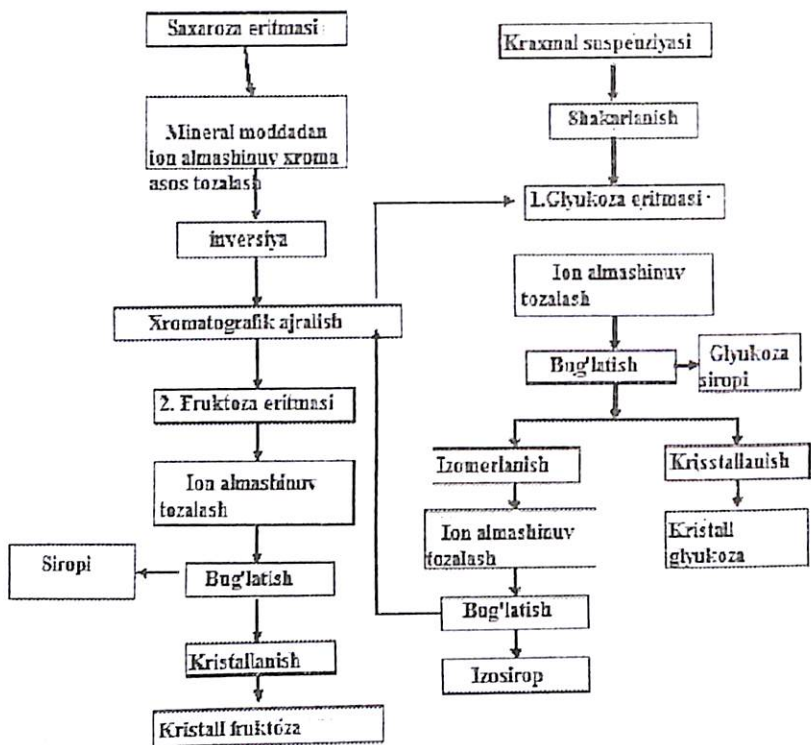 Saxaroza eritmasi
Mineral moddadan
ion almashinuv xroma
asos tozalash
inversiya
Xromatografik ajralish
2. Fruktoza eritmasi
Ion almashinuv
tozalash
Siropi
Bug'latish
Kristallanish
Kristall fruktoza
Kraxmal suspenziyasi
Shakarlanish
1.Glyukoza eritmasi
Ion almashinuv
tozalash
Bug'latish
Glyukoza
siropi
Izomerlanish
Krisstallanish
Ion almashinuv
tozalash
Kristall
glyukoza
Bug'latish
Izosirop